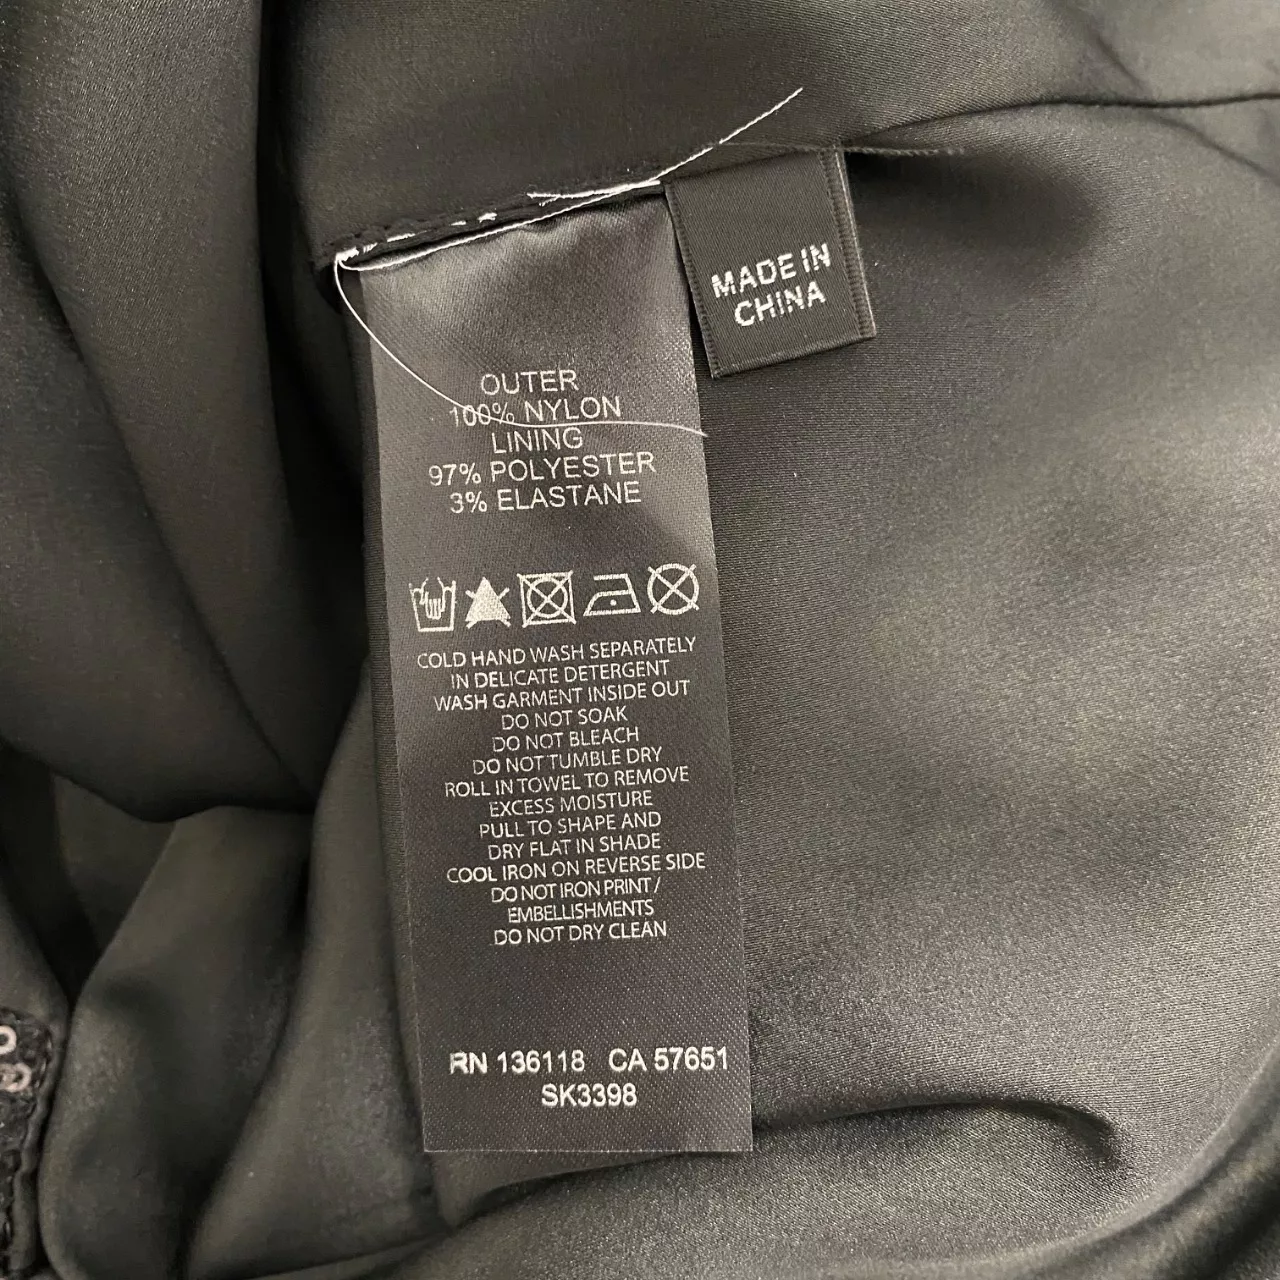 MADE IN
CHINA
OUTER
100% NYLON
LINING
97% POLYESTER
3% ELASTANE
COLD HAND WASH SEPARATELY
IN DELICATE DETERGENT
WASH GARMENT INSIDE OUT
DO NOT SOAK
DO NOT BLEACH
DO NOT TUMBLE DRY
ROLL IN TOWEL TO REMOVE
EXCESS MOISTURE
PULL TO SHAPE AND
DRY FLAT IN SHADE
COOL IRON ON REVERSE SIDE
DO NOT IRON PRINT /
EMBELLISHMENTS
DO NOT DRY CLEAN
RN 136118 CA 57651
SK3398